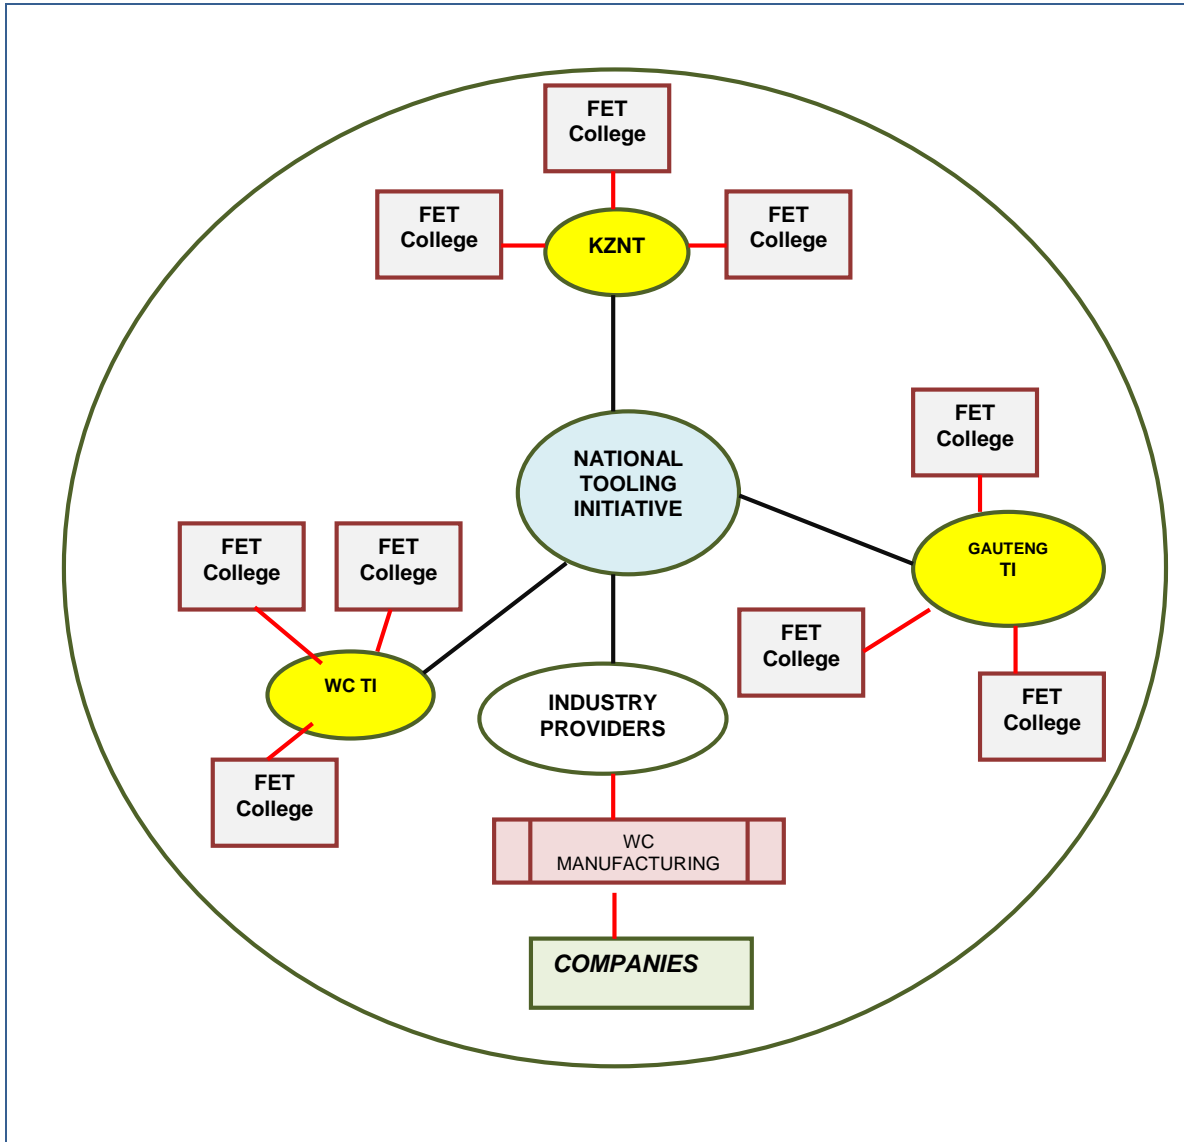 FET
College
FET
College
KZNT
FET
College
NATIONAL
TOOLING
INITIATIVE
FET
College
GAUTENG
TI
FET
College
FET
College
FET
College
FET
College
WC TI
FET
College
INDUSTRY
PROVIDERS
WC
MANUFACTURING
COMPANIES